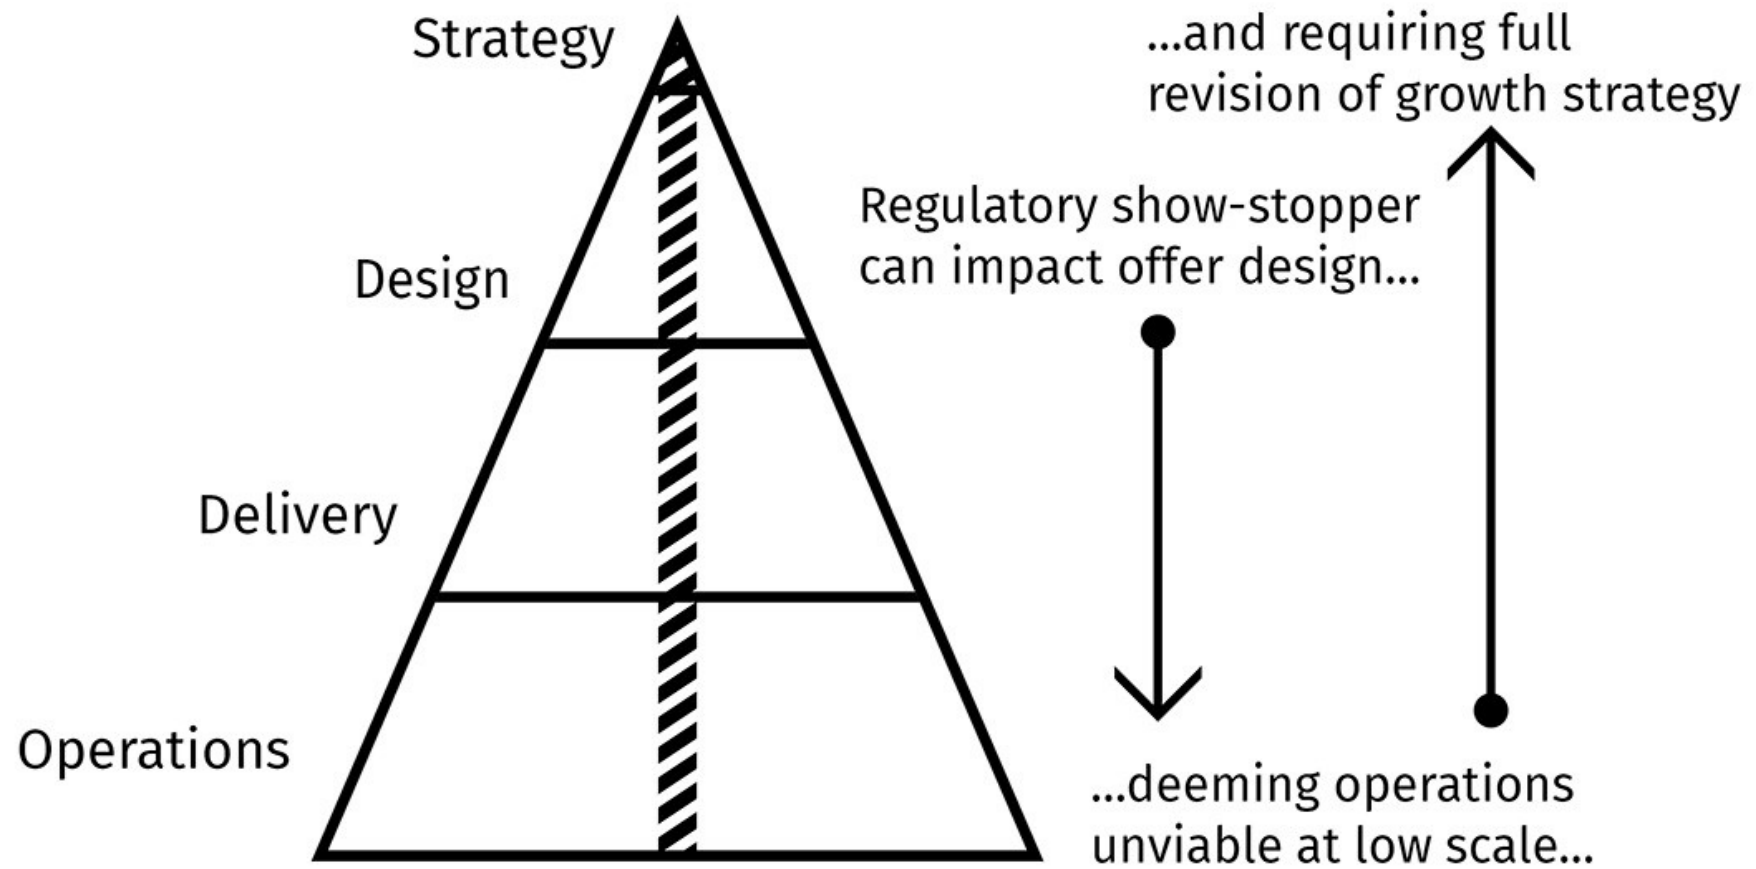 Strategy
Design
Delivery
Operations
Regulatory show-stopper
can impact offer design...
...deeming operations
unviable at low scale...
...and requiring full
revision of growth strategy